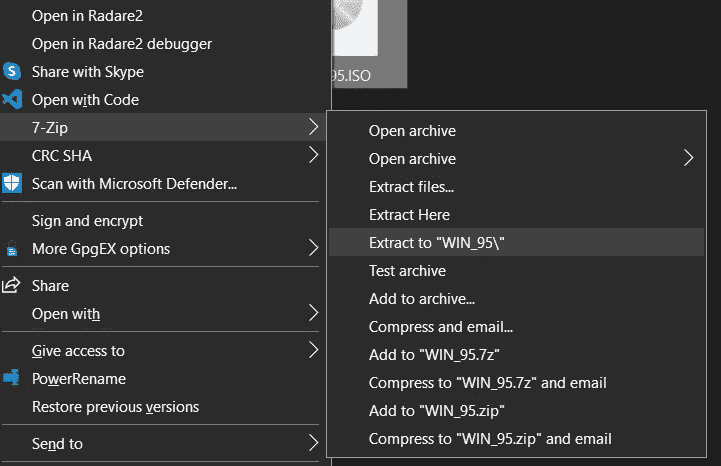 Open in Radare2
Open in Radare2 debugger
Share with Skype
Open with Code
7-Zip
CRC SHA
Scan with Microsoft Defender...
Sign and encrypt
More GpgEX options
Share
Open with
Give access to
PowerRename
Restore previous versions
Send to
95.ISO
Open archive
Open archive
Extract files...
Extract Here
Extract to "WIN_95\"
Test archive
Add to archive...
Compress and email...
Add to "WIN_95.7z"
Compress to "WIN_95.7z" and email
Add to "WIN_95.zip"
Compress to "WIN_95.zip" and email